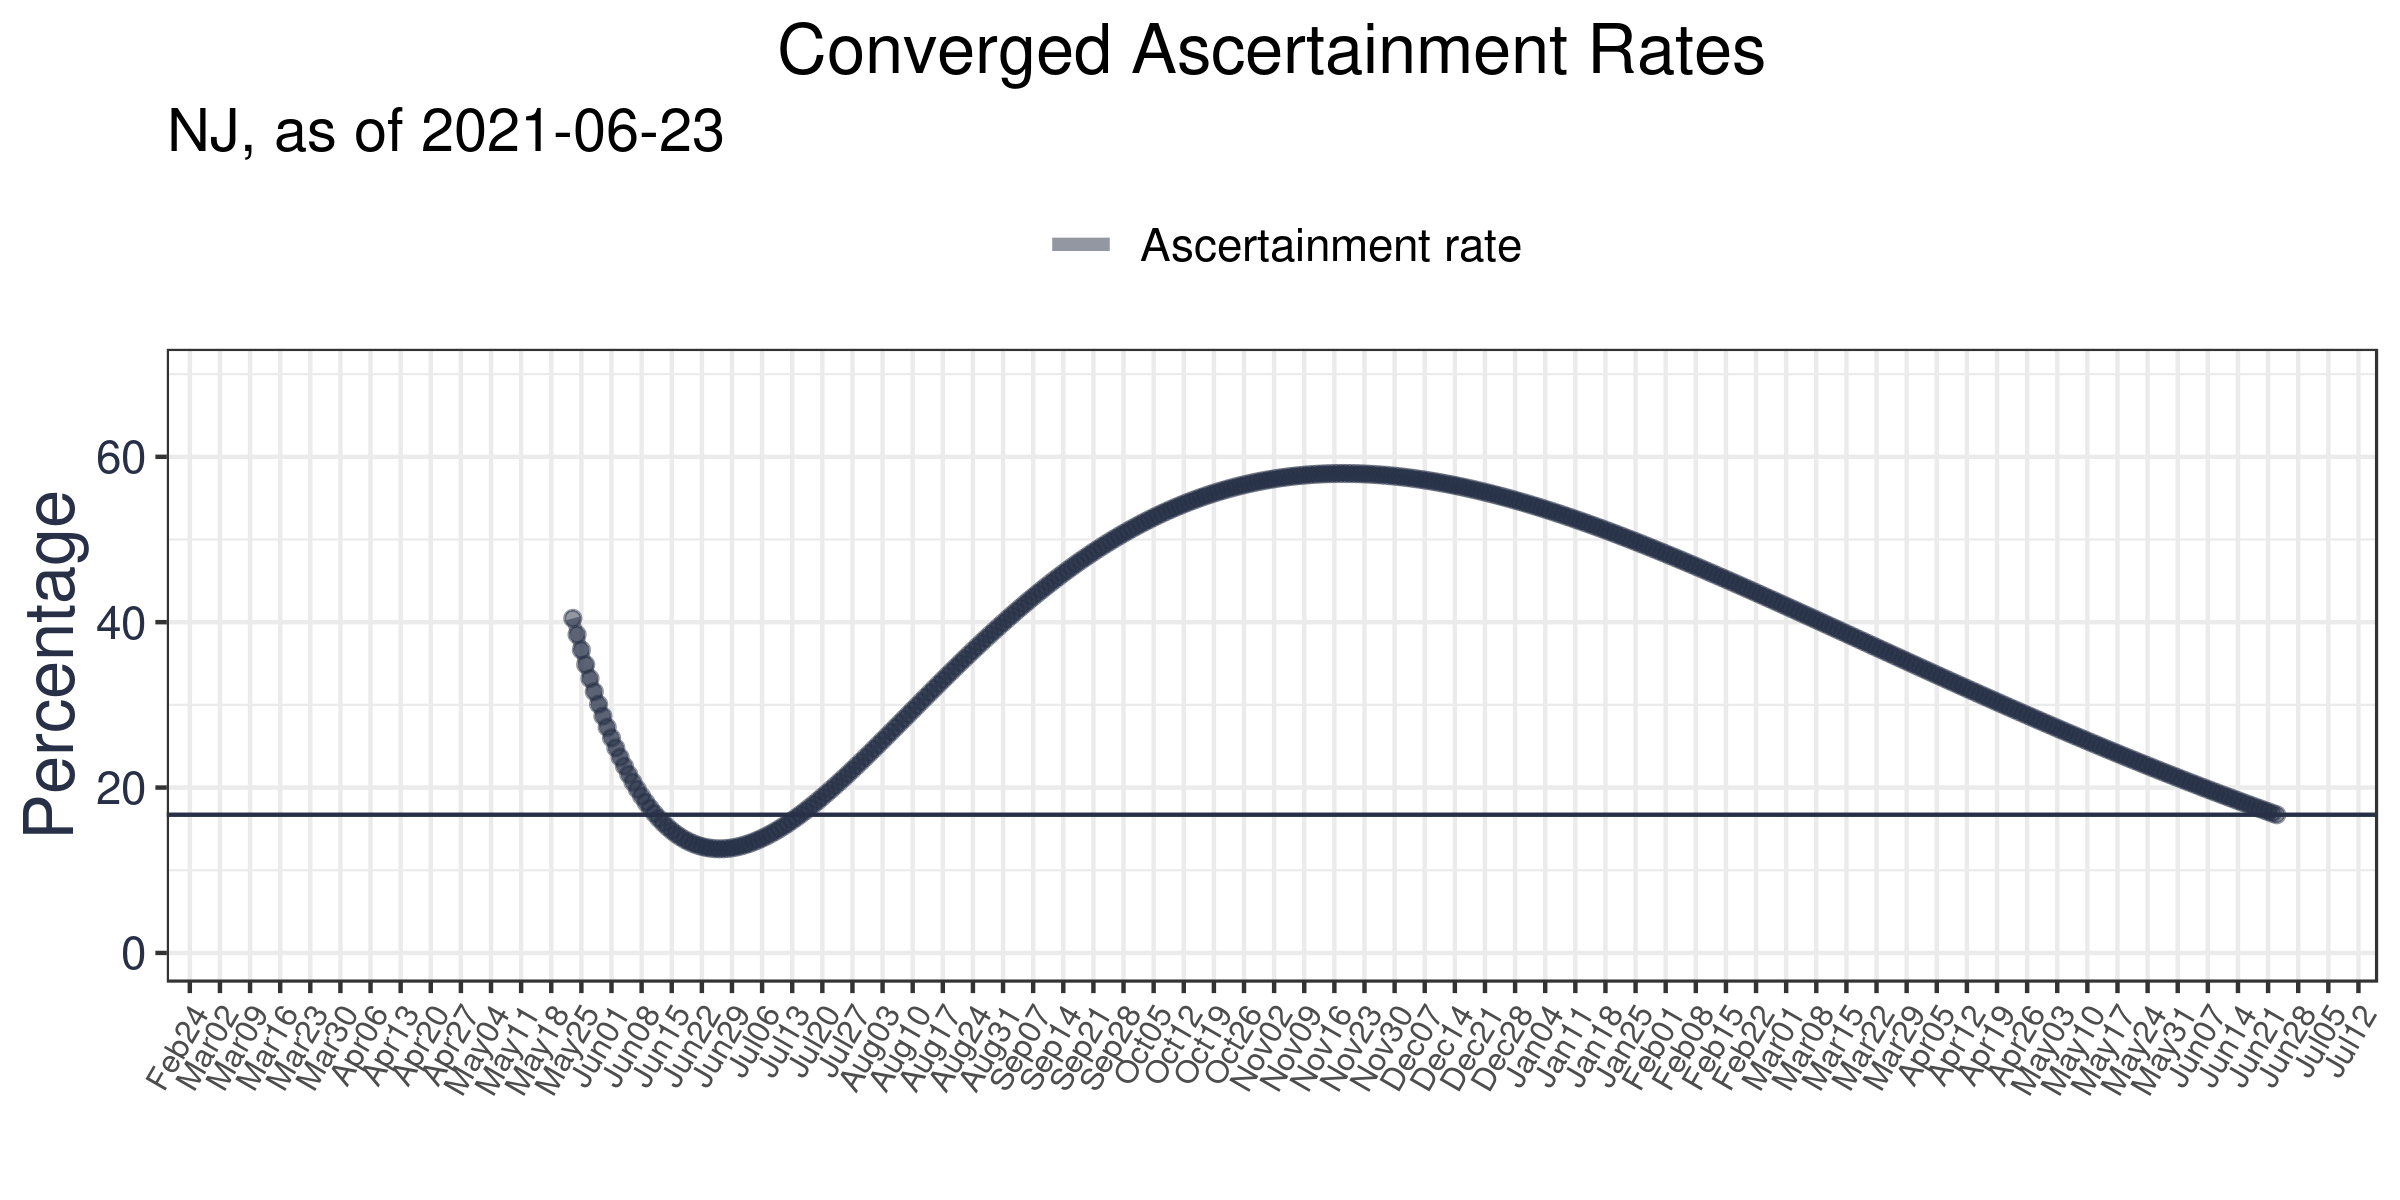 Converged Ascertainment Rates
NJ, as of 2021-06-23
Ascertainment rate
Percentage
60
40
20
0
Feb24 Mar02 Mar09 Mar16 Mar23 Mar30 Apr06 Apr13 Apr20 Apr27 May04 May11 May18 May25 Jun01 Jun08 Jun15 Jun22 Jun29 Jul06 Jul13 Jul20 Jul27 Aug03 Aug10 Aug17 Aug24 Aug31 Sep07 Sep14 Sep21 Sep28 Oct05 Oct12 Oct19 Oct26 Nov02 Nov09 Nov16 Nov23 Nov30 Dec07 Dec14 Dec21 Dec28 Jan04 Jan11 Jan18 Jan25 Feb01 Feb08 Feb15 Feb22 Mar01 Mar08 Mar15 Mar22 Mar29 Apr05 Apr12 Apr19 Apr26 May03 May10 May17 May24 May31 Jun07 Jun14 Jun21 Jun28 Jul05 Jul12